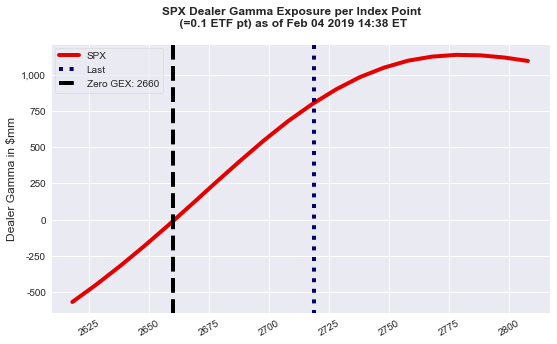 SPX Dealer Gamma Exposure per Index Point
(=0.1 ETF pt) as of Feb 04 2019 14:38 ET
SPX
Last
Zero GEX: 2660
Dealer Gamma in $mm
1,000
750
500
250
0
-250
-500
2625
2650
2675
2700
2725
2750
2775
2800